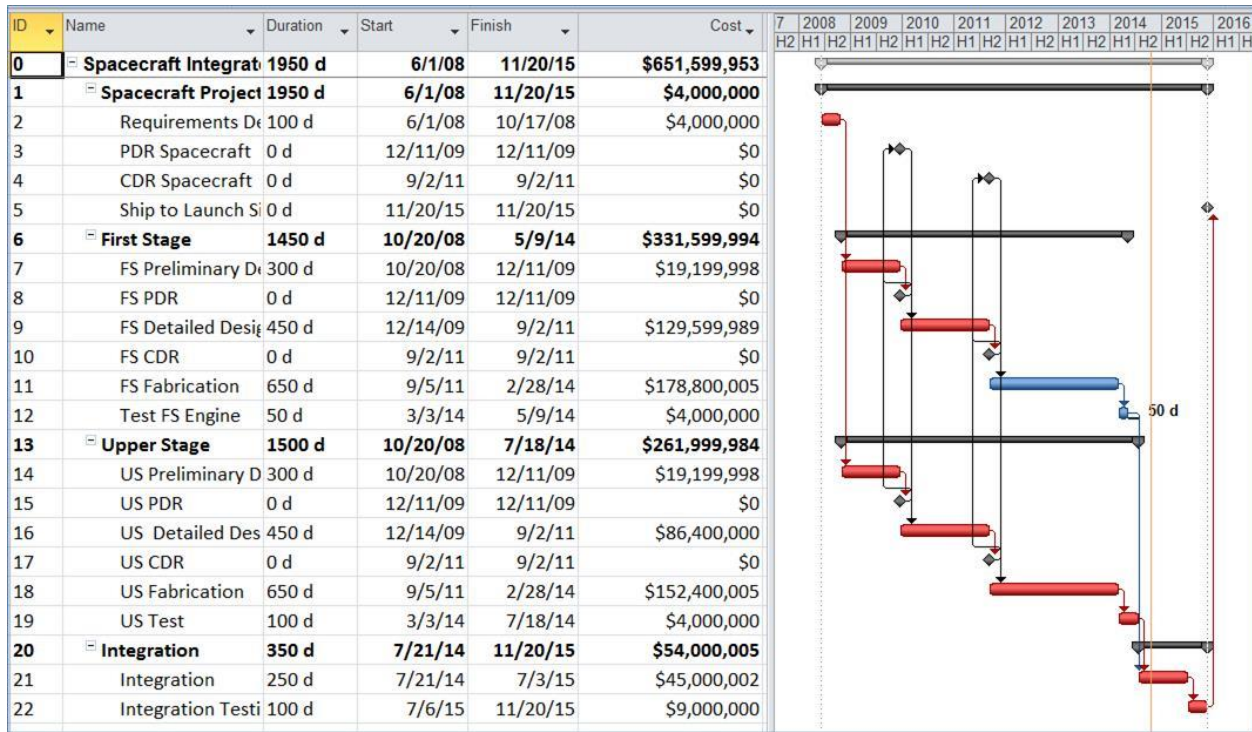 ID Name Duration Start Finish Cost 7 2008 2009 2010 2011 2012 2013 2014 2015 2016
H2 H1 H2 H1 H2 H1 H2 H1 H2 H1 H2 H1 H2 H1 H2 H1 H2 H1 H
0 Spacecraft Integrat 1950 d 6/1/08 11/20/15 $651,599,953
1 Spacecraft Project 1950 d 6/1/08 11/20/15 $4,000,000
2 Requirements De 100 d 6/1/08 10/17/08 $4,000,000
3 PDR Spacecraft 0 d 12/11/09 12/11/09 $0
4 CDR Spacecraft 0 d 9/2/11 9/2/11 $0
5 Ship to Launch Si 0 d 11/20/15 11/20/15 $0
6 First Stage 1450 d 10/20/08 5/9/14 $331,599,994
7 FS Preliminary De 300 d 10/20/08 12/11/09 $19,199,998
8 FS PDR 0 d 12/11/09 12/11/09 $0
9 FS Detailed Desig 450 d 12/14/09 9/2/11 $129,599,989
10 FS CDR 0 d 9/2/11 9/2/11 $0
11 FS Fabrication 650 d 9/5/11 2/28/14 $178,800,005
12 Test FS Engine 50 d 3/3/14 5/9/14 $4,000,000 50 d
13 Upper Stage 1500 d 10/20/08 7/18/14 $261,999,984
14 US Preliminary D 300 d 10/20/08 12/11/09 $19,199,998
15 US PDR 0 d 12/11/09 12/11/09 $0
16 US Detailed Des 450 d 12/14/09 9/2/11 $86,400,000
17 US CDR 0 d 9/2/11 9/2/11 $0
18 US Fabrication 650 d 9/5/11 2/28/14 $152,400,005
19 US Test 100 d 3/3/14 7/18/14 $4,000,000
20 Integration 350 d 7/21/14 11/20/15 $54,000,005
21 Integration 250 d 7/21/14 7/3/15 $45,000,002
22 Integration Testi 100 d 7/6/15 11/20/15 $9,000,000